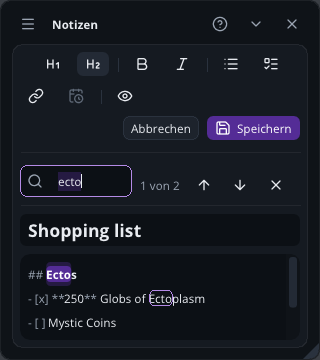 Notizen
H1 H2 B I
Abbrechen Speichern
ecto 1 von 2
Shopping list
## Ectos
- [x] **250** Globs of Ectoplasm
- [ ] Mystic Coins